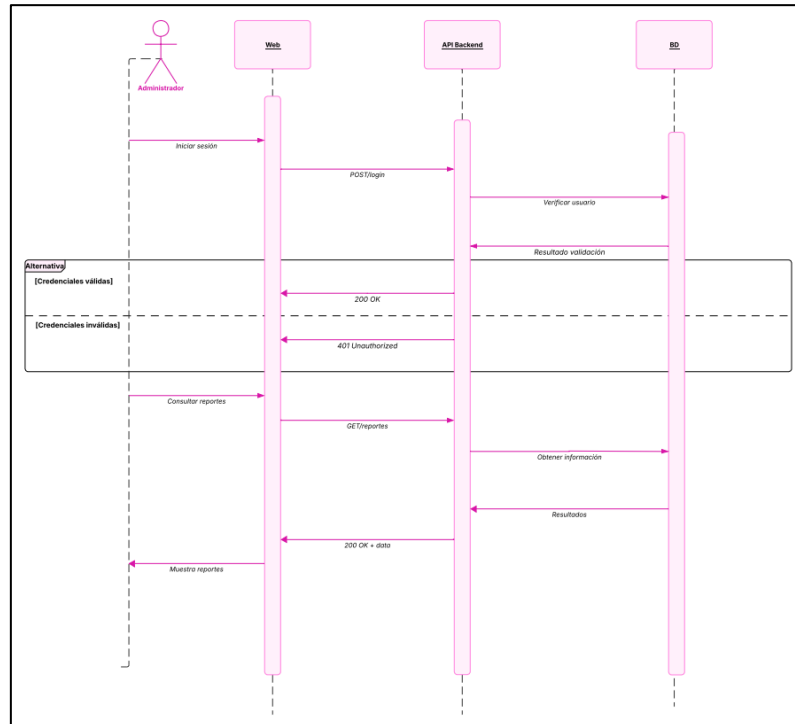 Web
API Backend
BD
Administrador
Iniciar sesión
POST/login
Verificar usuario
Resultado validación
Alternativa
[Credenciales válidas]
200 OK
[Credenciales inválidas]
401 Unauthorized
Consultar reportes
GET/reportes
Obtener información
Resultados
200 OK + data
Muestra reportes